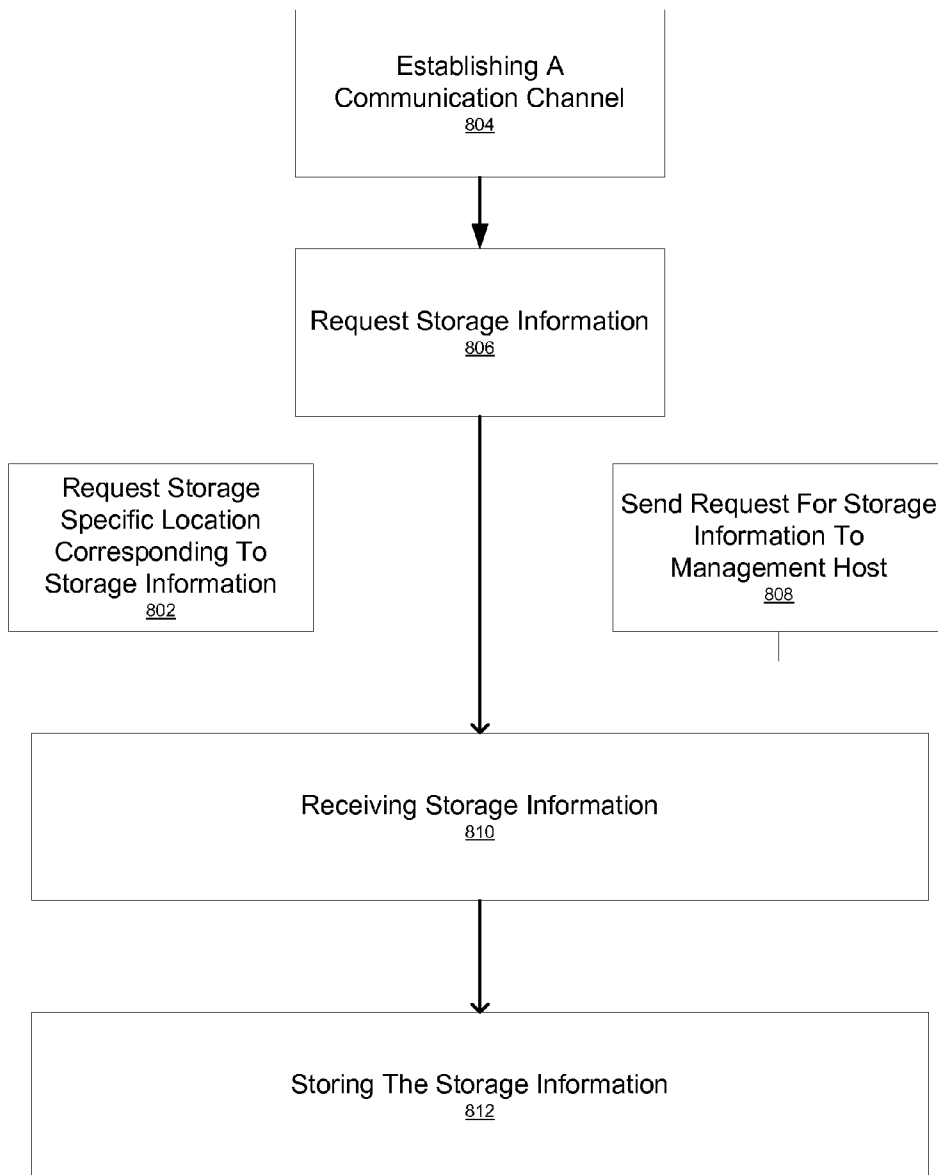 Establishing A
Communication Channel
804
Request Storage Information
806
Request Storage
Specific Location
Corresponding To
Storage Information
802
Send Request For Storage
Information To
Management Host
808
Receiving Storage Information
810
Storing The Storage Information
812